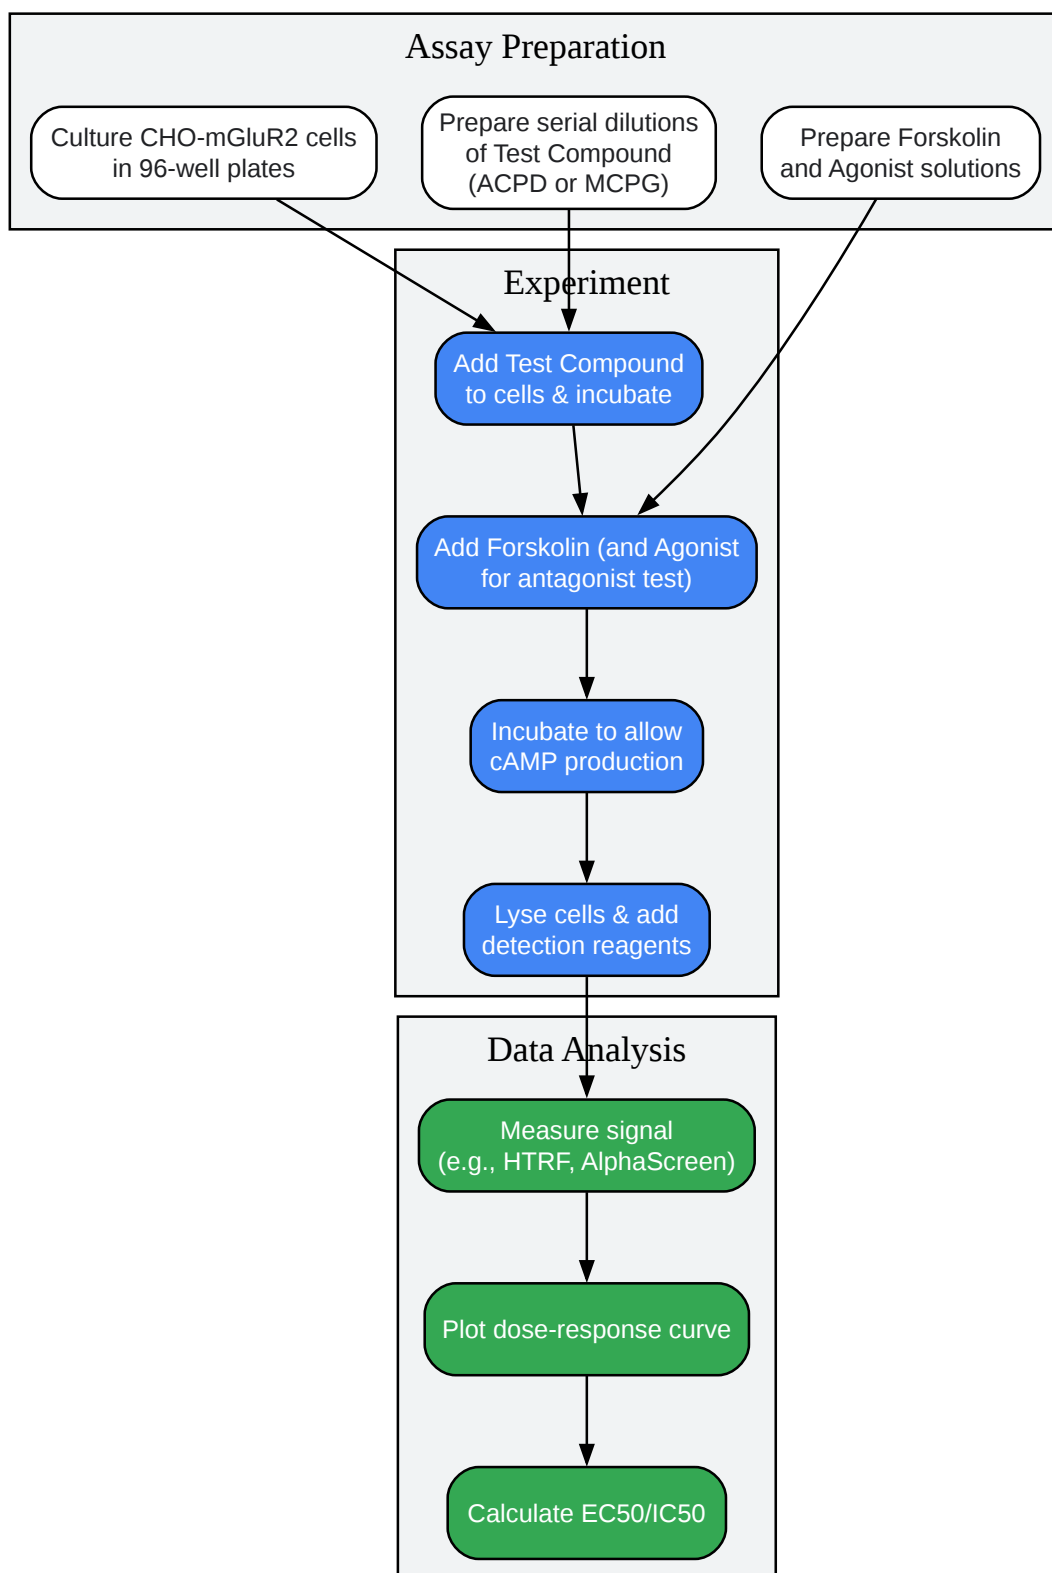 Assay Preparation
Culture CHO-mGluR2 cells
in 96-well plates
Prepare serial dilutions
of Test Compound
(ACPD or MCPG)
Prepare Forskolin
and Agonist solutions
Experiment
Add Test Compound
to cells & incubate
Add Forskolin (and Agonist
for antagonist test)
Incubate to allow
cAMP production
Lyse cells & add
detection reagents
Data Analysis
Measure signal
(e.g., HTRF, AlphaScreen)
Plot dose-response curve
Calculate EC50/IC50